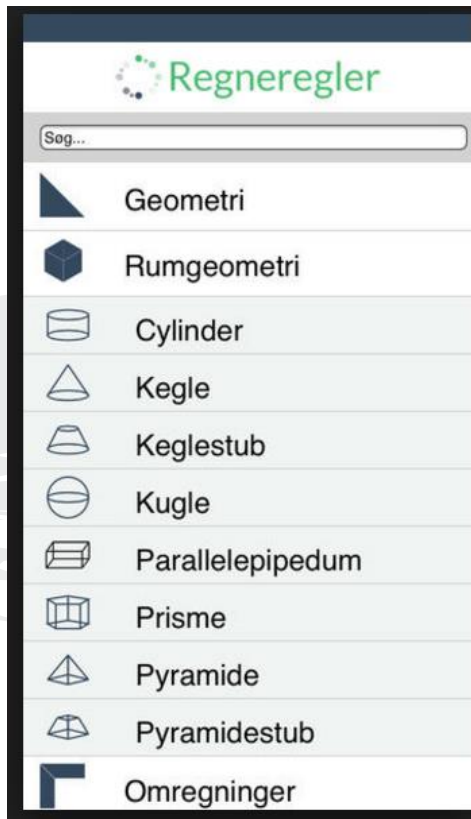 Regneregler
Søg...
Geometri
Rumgeometri
Cylinder
Kegle
Keglestub
Kugle
Parallelepipedum
Prisme
Pyramide
Pyramidestub
Omregninger